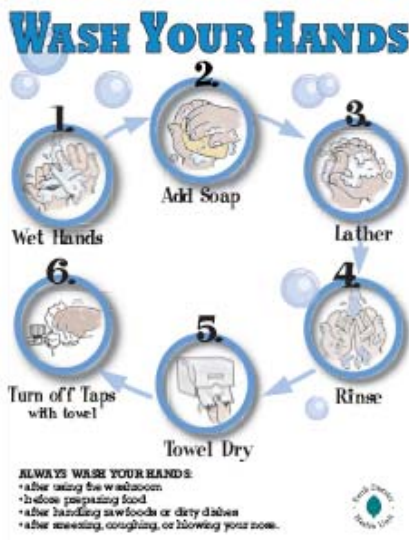 WASH YOUR HANDS
1.
Wet Hands
2.
Add Soap
3.
Lather
4.
Rinse
5.
Towel Dry
6.
Turn off Taps
with towel
ALWAYS WASH YOUR HANDS:
• after using the washroom
• before preparing food
• after handling raw foods or dirty dishes
• after sneezing, coughing, or blowing your nose.
Health Unit